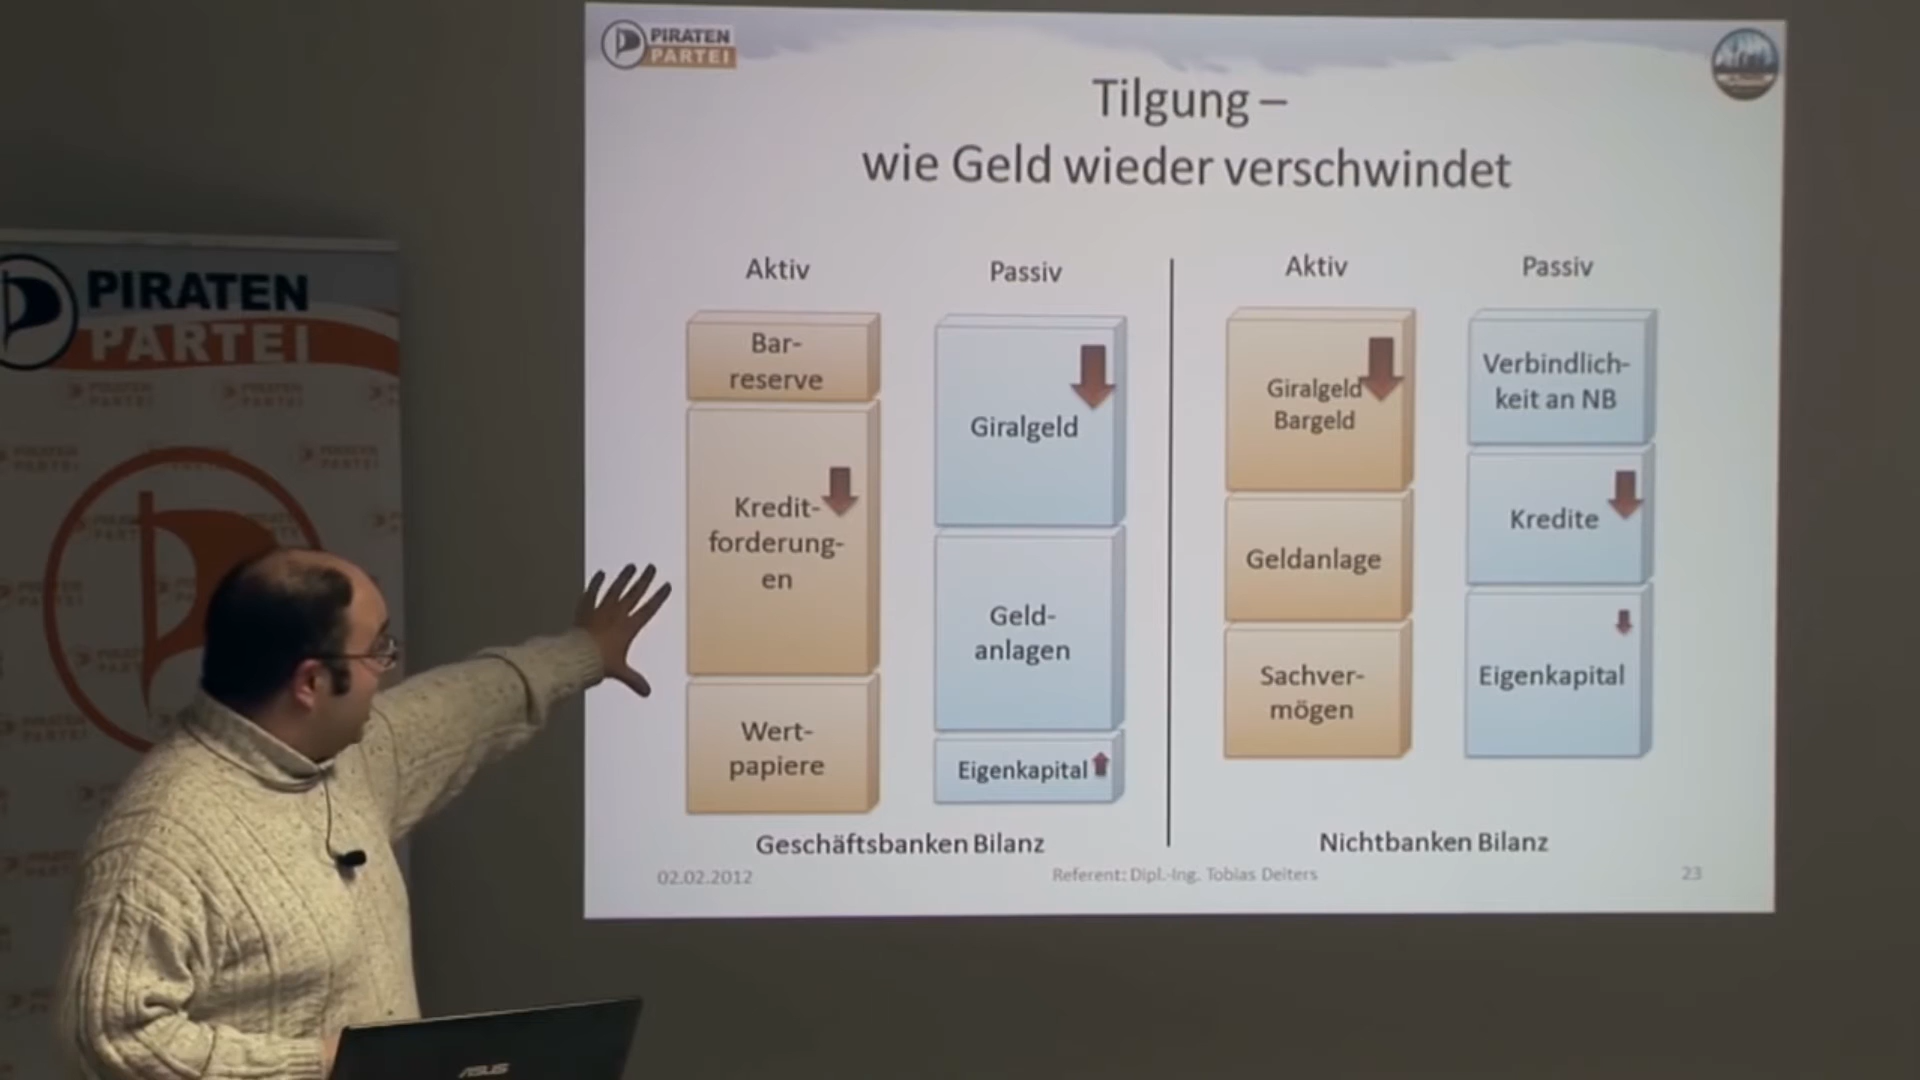 PIRATEN
PARTEI
Tilgung –
wie Geld wieder verschwindet
Aktiv
Passiv
Aktiv
Passiv
Bar-
reserve
Kredit-
forderung-
en
Wert-
papiere
Giralgeld
Geld-
anlagen
Eigenkapital
Giralgeld
Bargeld
Geldanlage
Sachver-
mögen
Verbindlich-
keit an NB
Kredite
Eigenkapital
Geschäftsbanken Bilanz
Nichtbanken Bilanz
02.02.2012
Referent: Dipl.-Ing. Tobias Deiters
23
PIRATEN
PARTEI
ASUS